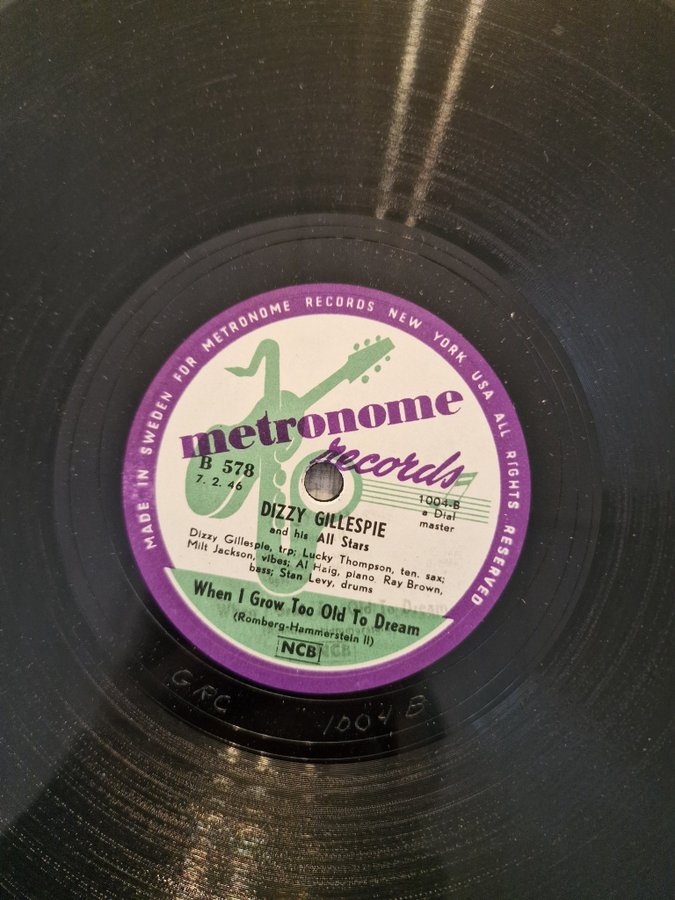 MADE IN SWEDEN FOR METRONOME RECORDS NEW YORK USA ALL RIGHTS RESERVED
metronome
records
B 578
7. 2. 46
1004-B
a Dial
master
DIZZY GILLESPIE
and his All Stars
Dizzy Gillespie, trp; Lucky Thompson, ten. sax;
Milt Jackson, vibes; Al Haig, piano Ray Brown,
bass; Stan Levy, drums
When I Grow Too Old To Dream
(Romberg-Hammerstein II)
NCB
GRC 1004 B